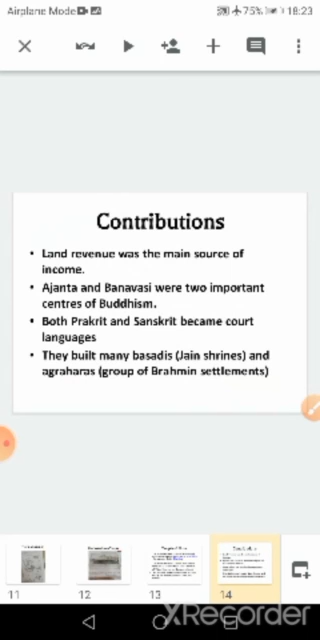 Airplane Mode 75% 18:23
Contributions
• Land revenue was the main source of
income.
• Ajanta and Banavasi were two important
centres of Buddhism.
• Both Prakrit and Sanskrit became court
languages
• They built many basadis (Jain shrines) and
agraharas (group of Brahmin settlements)
11 12 13 14
XRecorder